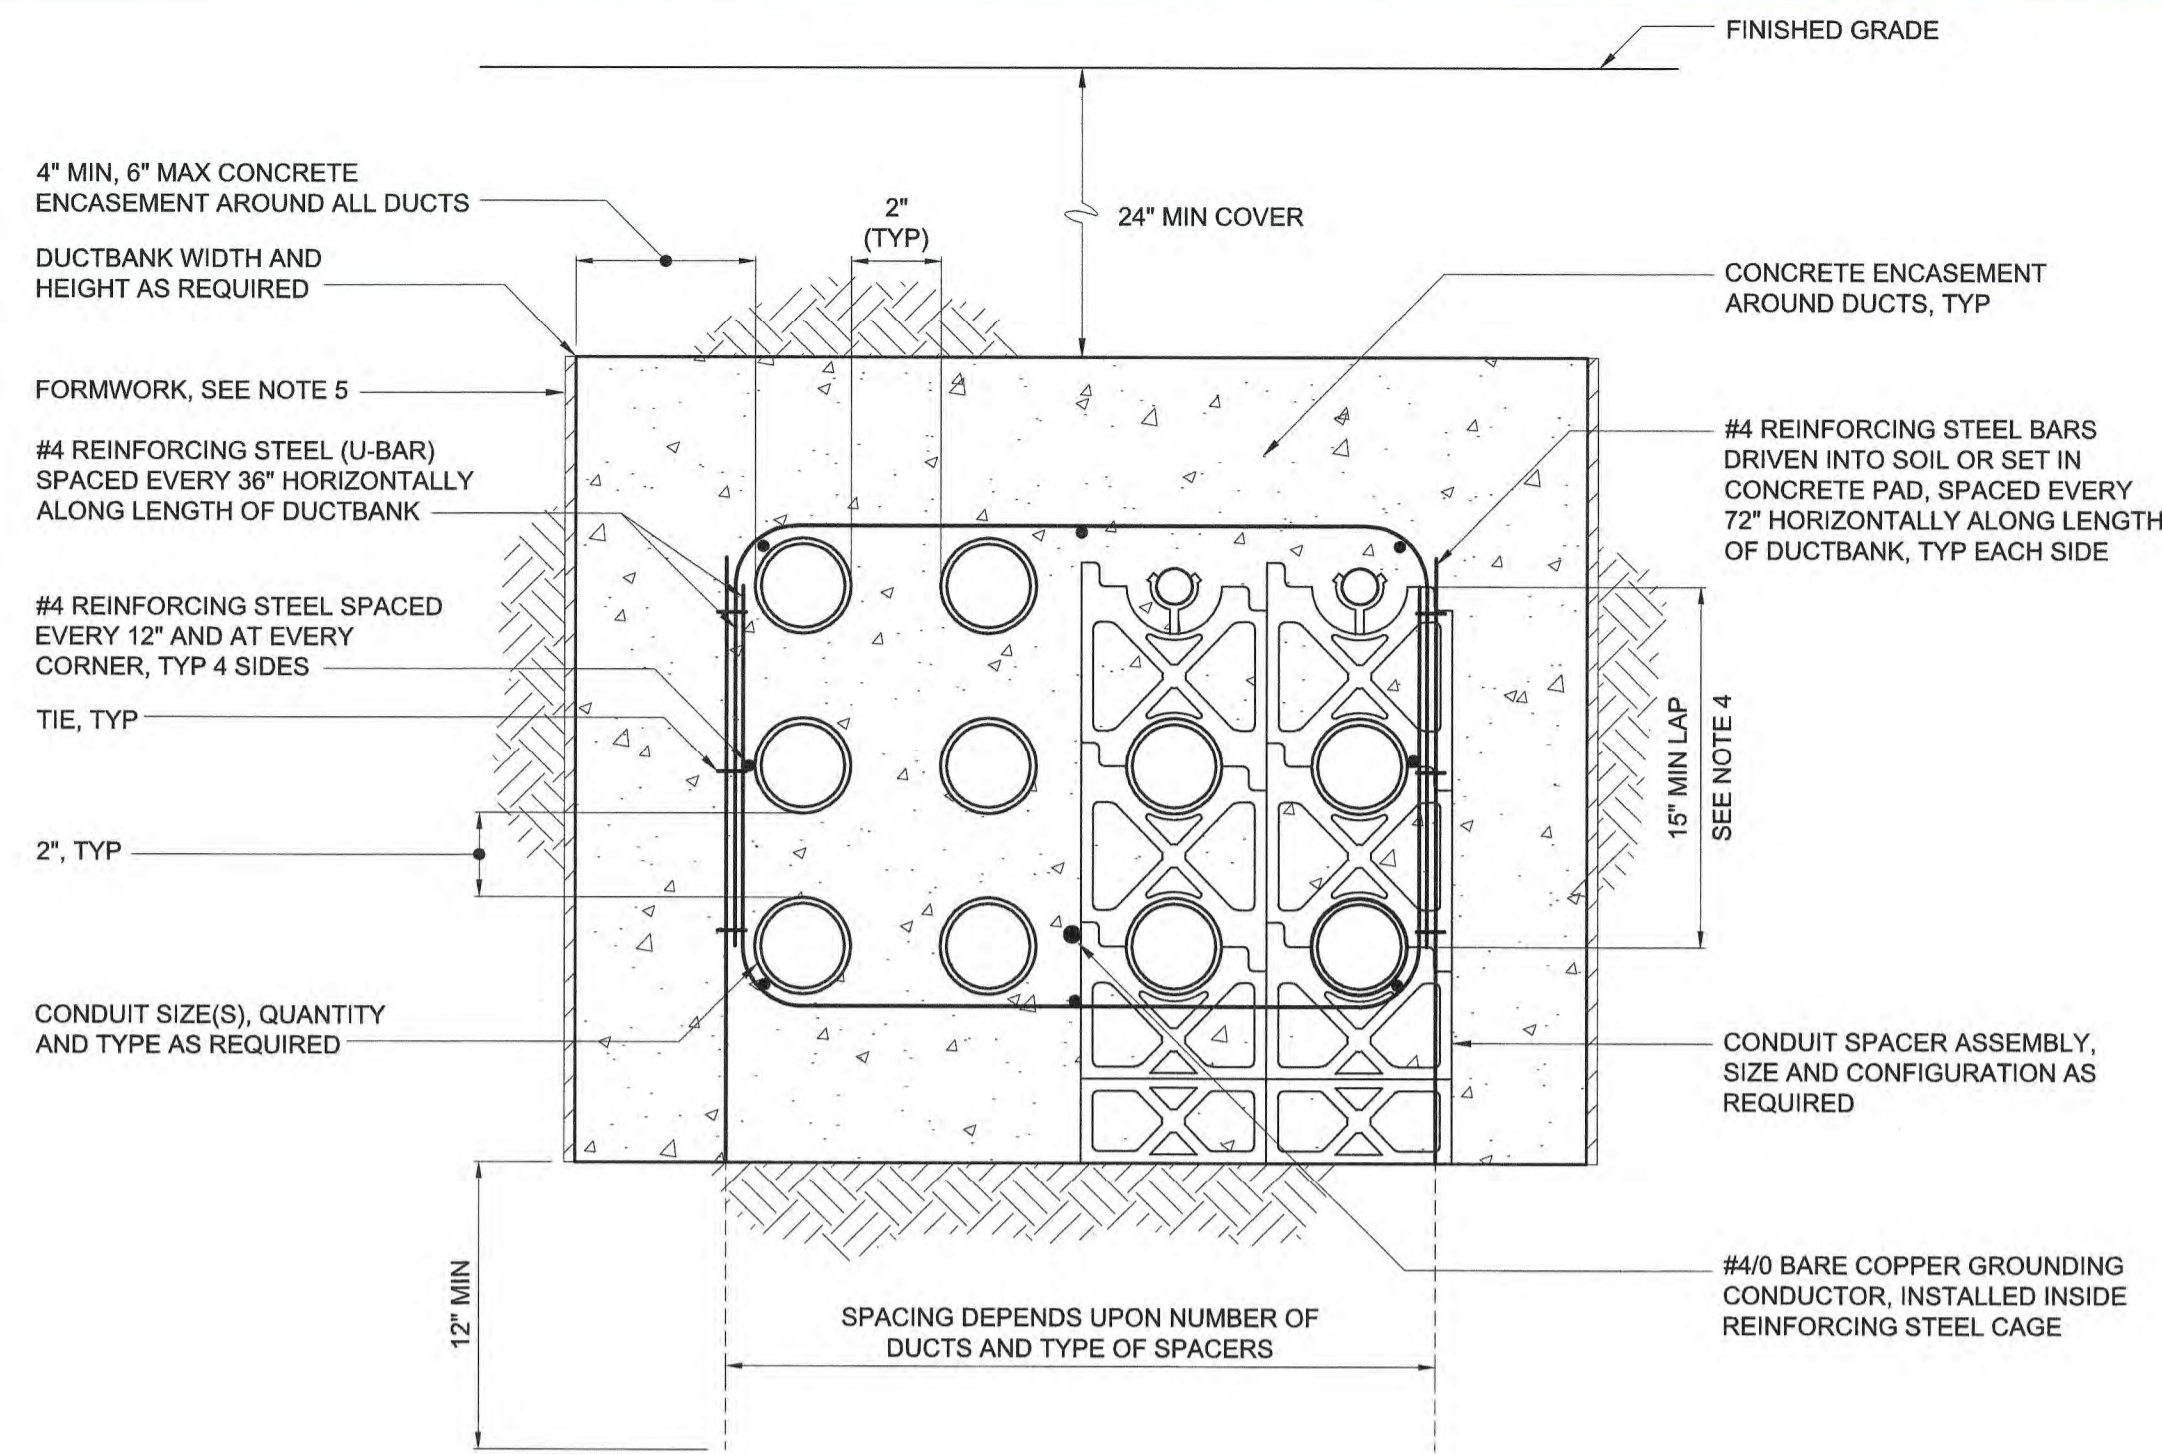 FINISHED GRADE
4" MIN, 6" MAX CONCRETE
ENCASEMENT AROUND ALL DUCTS
2"
(TYP)
24" MIN COVER
DUCTBANK WIDTH AND
HEIGHT AS REQUIRED
CONCRETE ENCASEMENT
AROUND DUCTS, TYP
FORMWORK, SEE NOTE 5
#4 REINFORCING STEEL (U-BAR)
SPACED EVERY 36" HORIZONTALLY
ALONG LENGTH OF DUCTBANK
#4 REINFORCING STEEL BARS
DRIVEN INTO SOIL OR SET IN
CONCRETE PAD, SPACED EVERY
72" HORIZONTALLY ALONG LENGTH
OF DUCTBANK, TYP EACH SIDE
#4 REINFORCING STEEL SPACED
EVERY 12" AND AT EVERY
CORNER, TYP 4 SIDES
TIE, TYP
15" MIN LAP
SEE NOTE 4
2", TYP
CONDUIT SIZE(S), QUANTITY
AND TYPE AS REQUIRED
CONDUIT SPACER ASSEMBLY,
SIZE AND CONFIGURATION AS
REQUIRED
12" MIN
SPACING DEPENDS UPON NUMBER OF
DUCTS AND TYPE OF SPACERS
#4/0 BARE COPPER GROUNDING
CONDUCTOR, INSTALLED INSIDE
REINFORCING STEEL CAGE